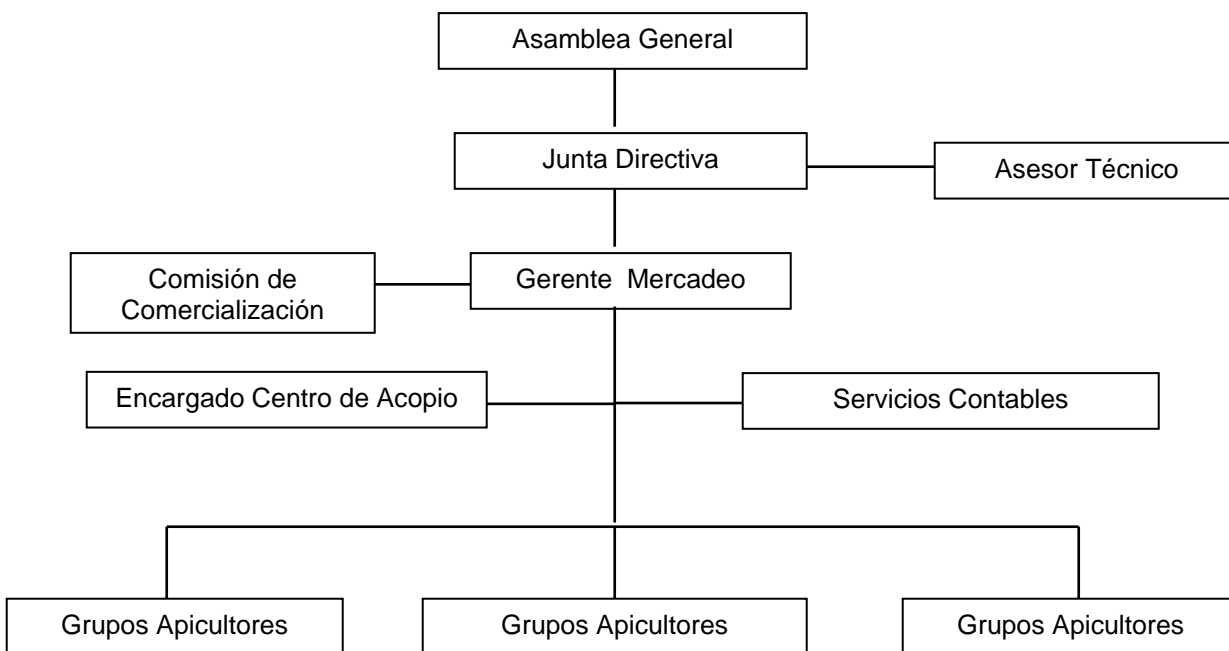 Asamblea General
Junta Directiva
Asesor Técnico
Comisión de
Comercialización
Gerente  Mercadeo
Encargado Centro de Acopio
Servicios Contables
Grupos Apicultores
Grupos Apicultores
Grupos Apicultores